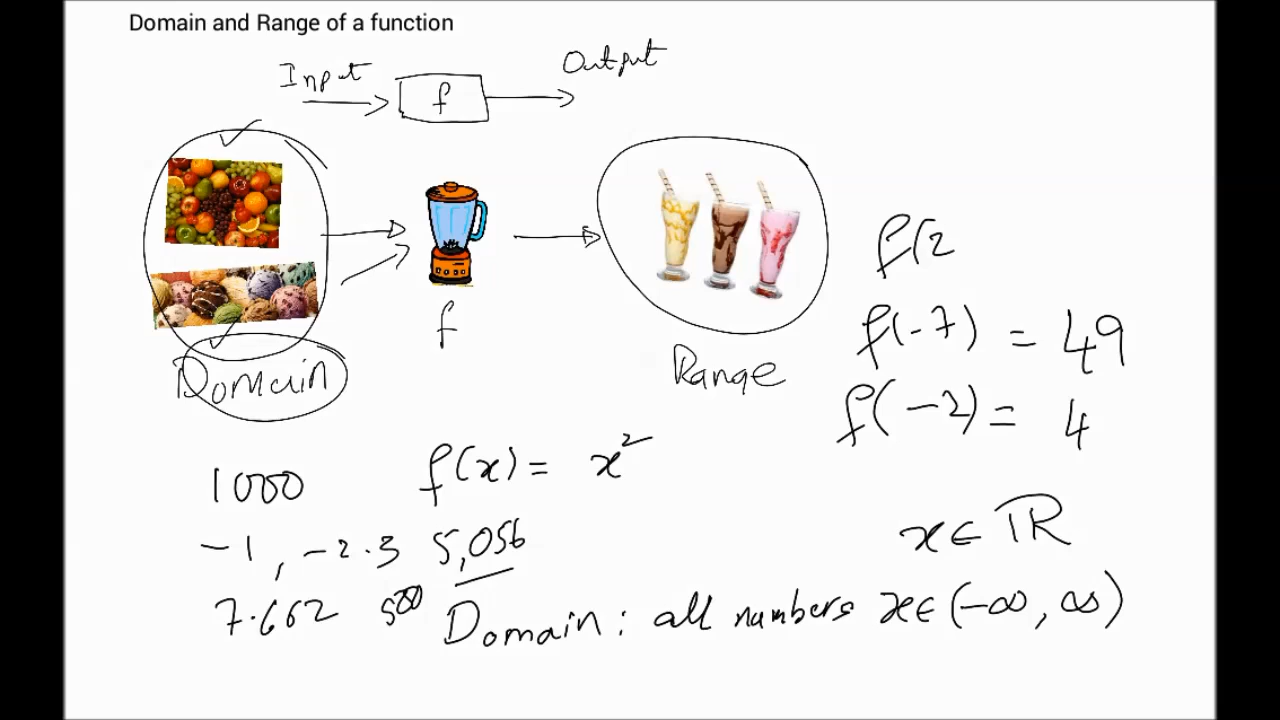 Domain and Range of a function
Input f Output
f
Domain
Range
f(2
f(-7) = 49
f(-2) = 4
1000
f(x) = x²
-1, -2.3 5,056
x ∈ ℝ
7.662 500
Domain: all numbers x ∈ (-∞, ∞)